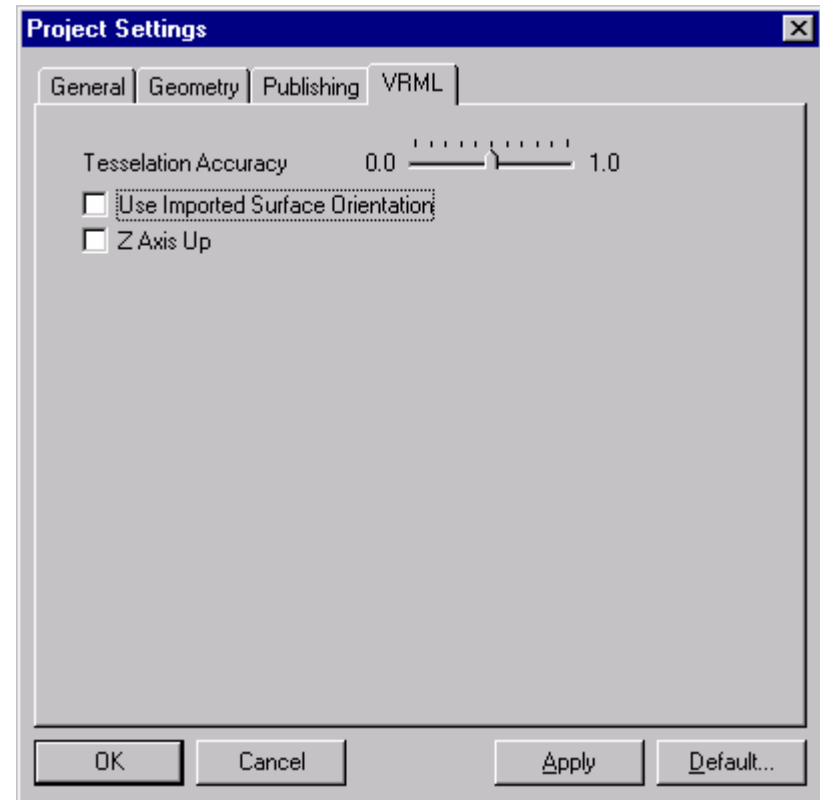 Project Settings
General Geometry Publishing VRML
Tesselation Accuracy 0.0 1.0
Use Imported Surface Orientation
Z Axis Up
OK Cancel Apply Default...